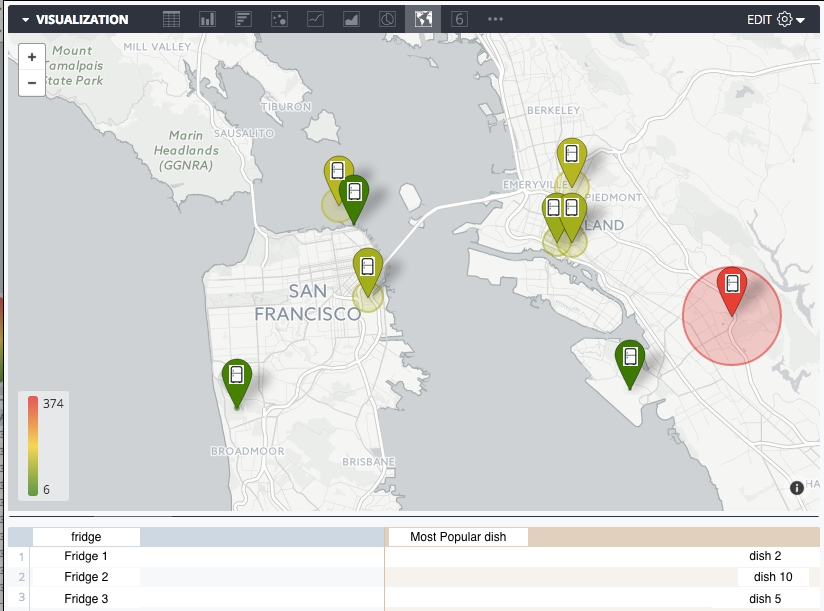 VISUALIZATION
6
EDIT
+
−
Mount
Tamalpais
State Park
MILL VALLEY
TIBURON
SAUSALITO
Marin
Headlands
(GGNRA)
BERKELEY
EMERYVILLE
PIEDMONT
LAND
SAN
FRANCISCO
BROADMOOR
BRISBANE
HA
374
6
fridge Most Popular dish
1 Fridge 1 dish 2
2 Fridge 2 dish 10
3 Fridge 3 dish 5